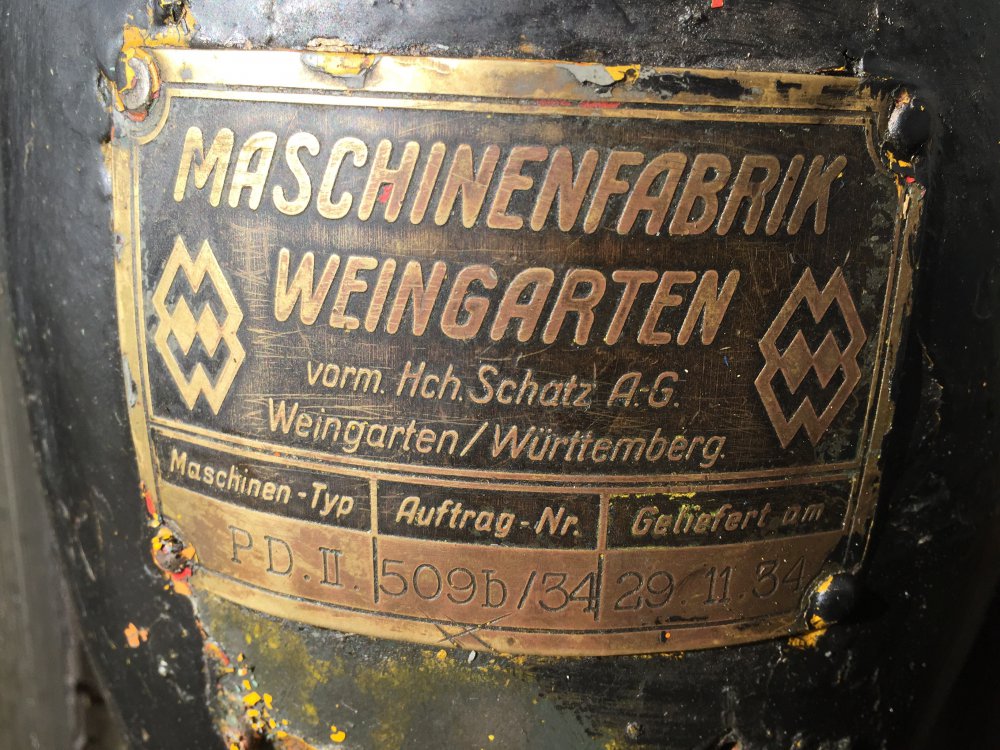 MASCHINENFABRIK
WEINGARTEN
vorm. Hch. Schatz A.-G.
Weingarten/Württemberg.
Maschinen-Typ Auftrag-Nr. Geliefert am
P D. II. 509b/34 29. 11. 34